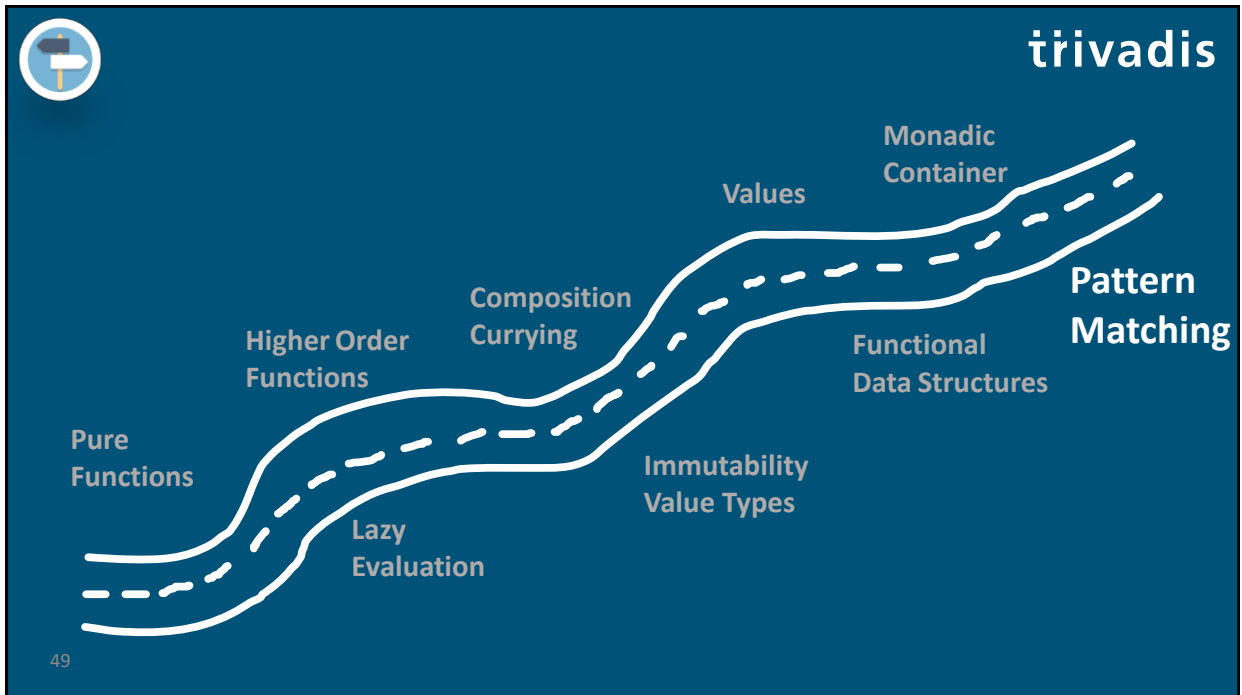 trivadis
Monadic
Container
Values
Composition
Currying
Higher Order
Functions
Pattern
Matching
Functional
Data Structures
Pure
Functions
Immutability
Value Types
Lazy
Evaluation
49